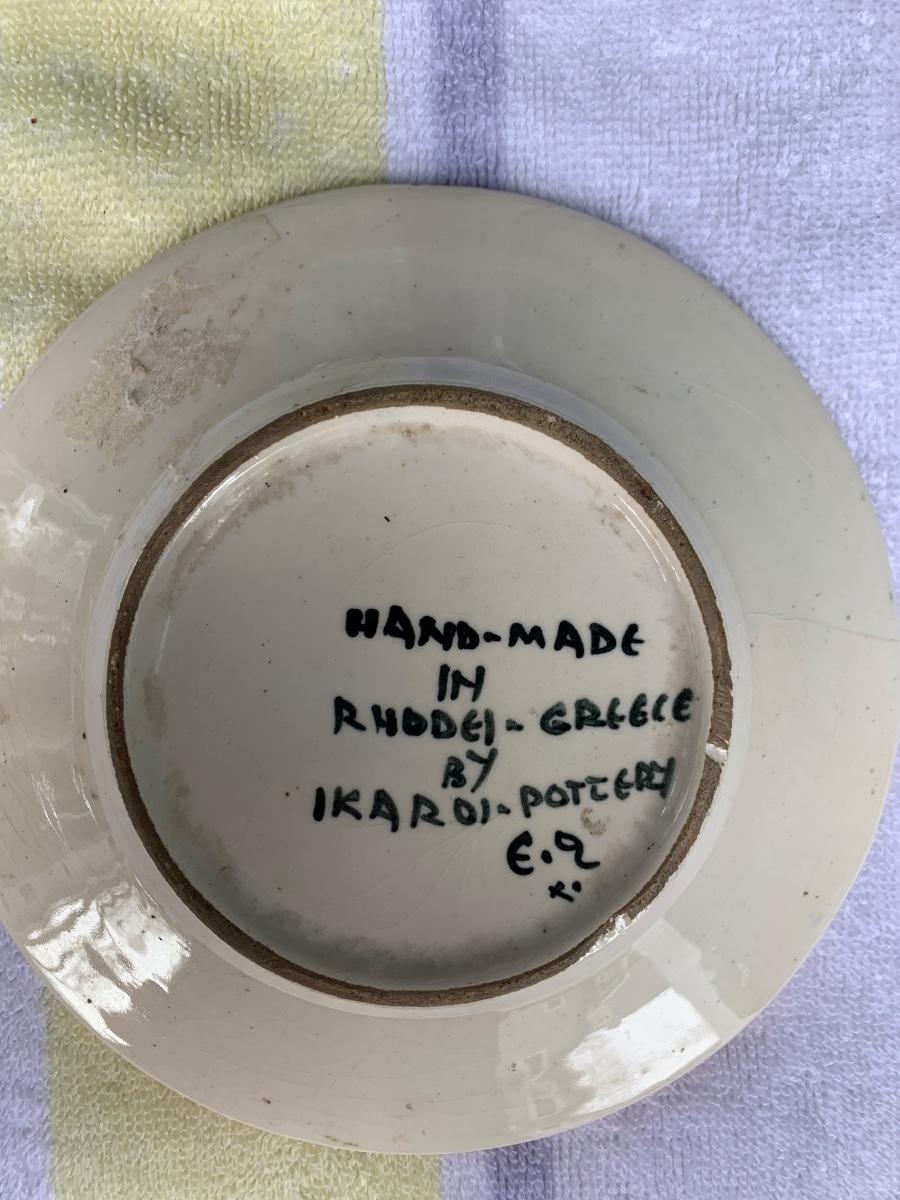 HAND-MADE
IN
RHODES-GREECE
BY
IKAROS-POTTERY
E.